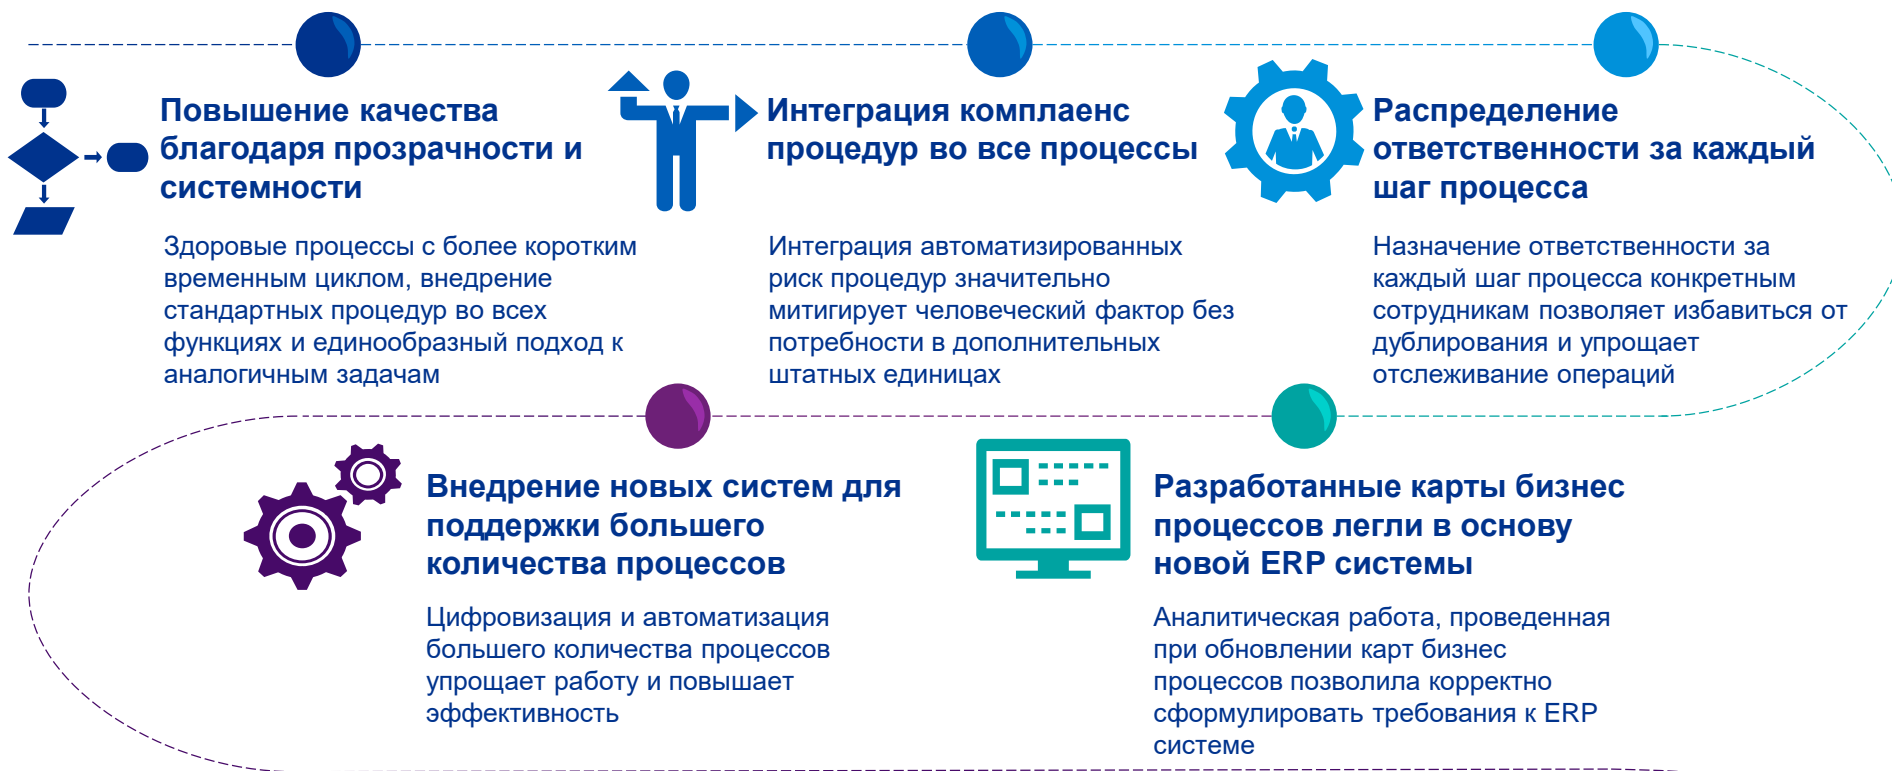 Повышение качества
благодаря прозрачности и
системности
Здоровые процессы с более коротким
временным циклом, внедрение
стандартных процедур во всех
функциях и единообразный подход к
аналогичным задачам
Интеграция комплаенс
процедур во все процессы
Интеграция автоматизированных
риск процедур значительно
митигирует человеческий фактор без
потребности в дополнительных
штатных единицах
Распределение
ответственности за каждый
шаг процесса
Назначение ответственности за
каждый шаг процесса конкретным
сотрудникам позволяет избавиться от
дублирования и упрощает
отслеживание операций
Внедрение новых систем для
поддержки большего
количества процессов
Цифровизация и автоматизация
большего количества процессов
упрощает работу и повышает
эффективность
Разработанные карты бизнес
процессов легли в основу
новой ERP системы
Аналитическая работа, проведенная
при обновлении карт бизнес
процессов позволила корректно
сформулировать требования к ERP
системе